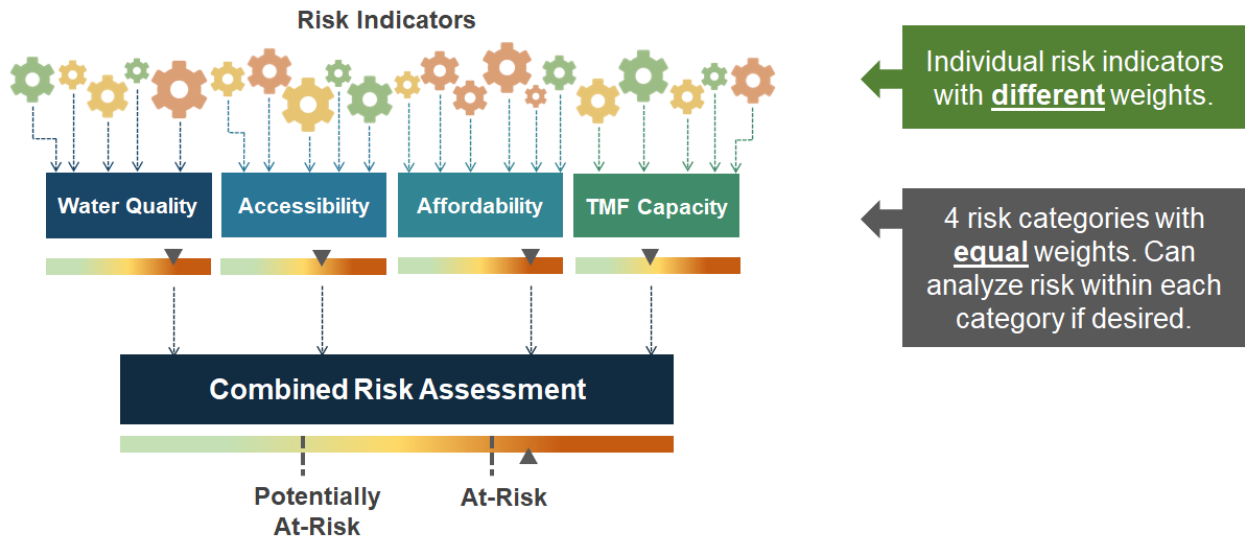 Risk Indicators
Individual risk indicators
with different weights.
Water Quality
Accessibility
Affordability
TMF Capacity
4 risk categories with
equal weights. Can
analyze risk within each
category if desired.
Combined Risk Assessment
Potentially
At-Risk
At-Risk